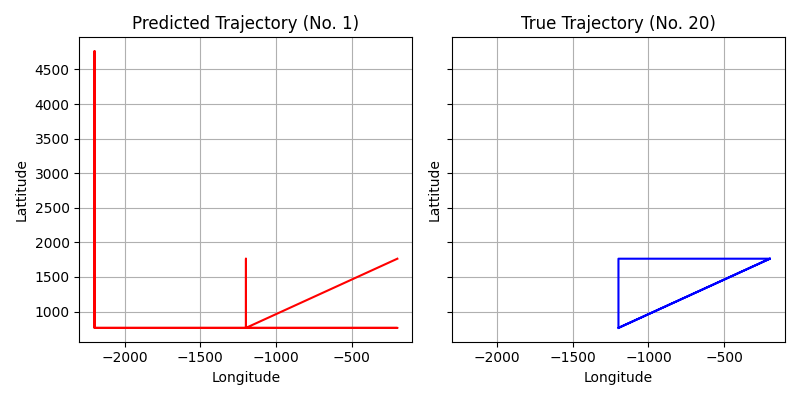 Predicted Trajectory (No. 1)
True Trajectory (No. 20)
4500
4000
3500
3000
2500
2000
1500
1000
Lattitude
Lattitude
−2000 −1500 −1000 −500
−2000 −1500 −1000 −500
Longitude
Longitude